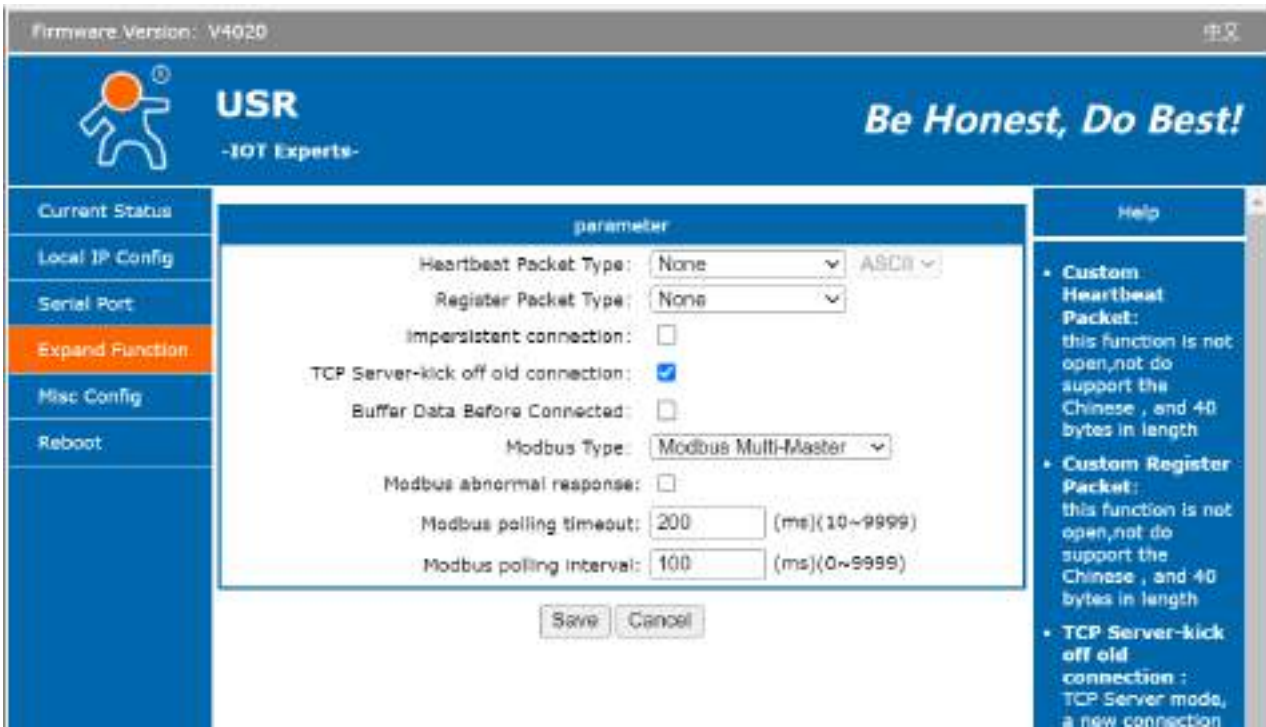 Firmware Version: V4020
中文
USR
-IOT Experts-
Be Honest, Do Best!
Current Status
Local IP Config
Serial Port
Expand Function
Misc Config
Reboot
parameter
Heartbeat Packet Type: None ASCII
Register Packet Type: None
Impersistent connection:
TCP Server-kick off old connection:
Buffer Data Before Connected:
Modbus Type: Modbus Multi-Master
Modbus abnormal response:
Modbus polling timeout: 200 (ms)(10~9999)
Modbus polling interval: 100 (ms)(0~9999)
Save Cancel
Help
• Custom
Heartbeat
Packet:
this function is not
open,not do
support the
Chinese , and 40
bytes in length
• Custom Register
Packet:
this function is not
open,not do
support the
Chinese , and 40
bytes in length
• TCP Server-kick
off old
connection :
TCP Server mode,
a new connection